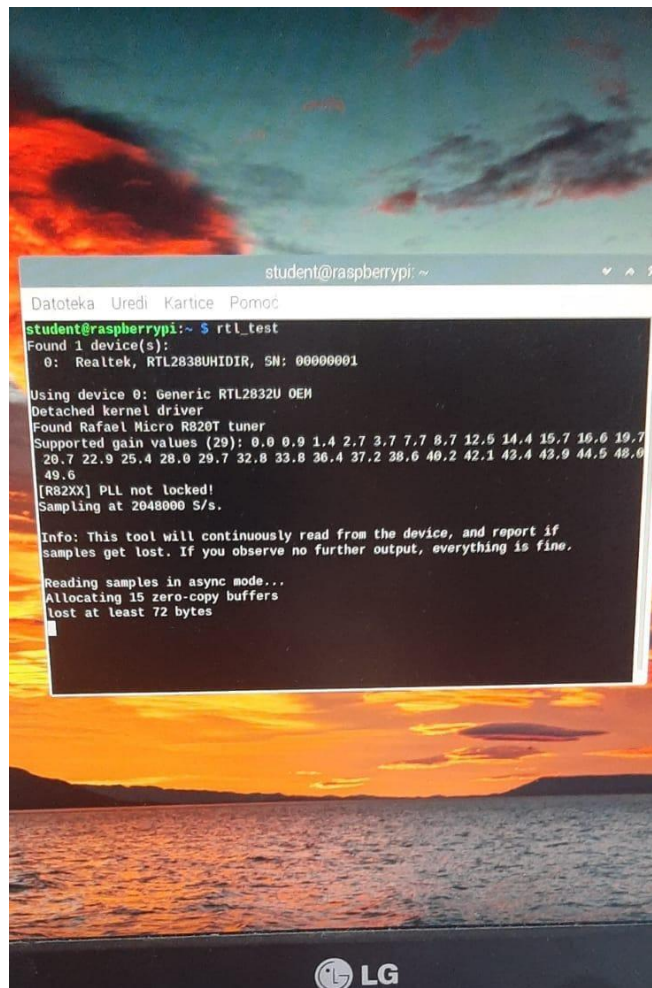 student@raspberrypi: ~
Datoteka Uredi Kartice Pomoć
student@raspberrypi:~ $ rtl_test
Found 1 device(s):
0: Realtek, RTL2838UHIDIR, SN: 00000001
Using device 0: Generic RTL2832U OEM
Detached kernel driver
Found Rafael Micro R820T tuner
Supported gain values (29): 0.0 0.9 1.4 2.7 3.7 7.7 8.7 12.5 14.4 15.7 16.6 19.7
20.7 22.9 25.4 28.0 29.7 32.8 33.8 36.4 37.2 38.6 40.2 42.1 43.4 43.9 44.5 48.0
49.6
[R82XX] PLL not locked!
Sampling at 2048000 S/s.
Info: This tool will continuously read from the device, and report if
samples get lost. If you observe no further output, everything is fine.
Reading samples in async mode...
Allocating 15 zero-copy buffers
lost at least 72 bytes
LG